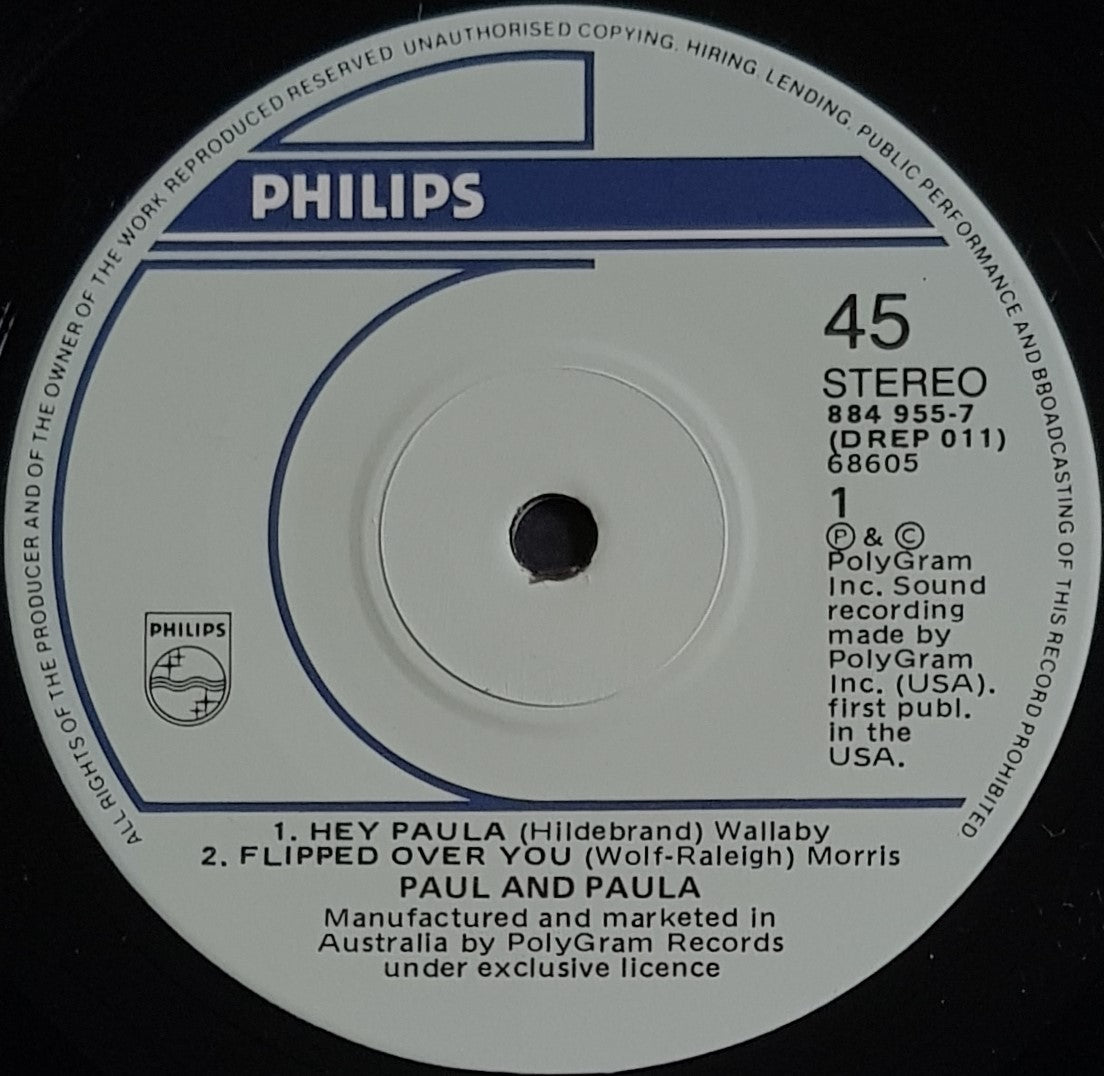 ALL RIGHTS OF THE PRODUCER AND OF THE OWNER OF THE WORK REPRODUCED RESERVED UNAUTHORISED COPYING. HIRING. LENDING. PUBLIC PERFORMANCE AND BROADCASTING OF THIS RECORD PROHIBITED
PHILIPS
45
STEREO
884 955-7
(DREP 011)
68605
1
Ⓟ & ©
PolyGram
Inc. Sound
recording
made by
PolyGram
Inc. (USA).
first publ.
in the
USA.
PHILIPS
1. HEY PAULA (Hildebrand) Wallaby
2. FLIPPED OVER YOU (Wolf-Raleigh) Morris
PAUL AND PAULA
Manufactured and marketed in
Australia by PolyGram Records
under exclusive licence